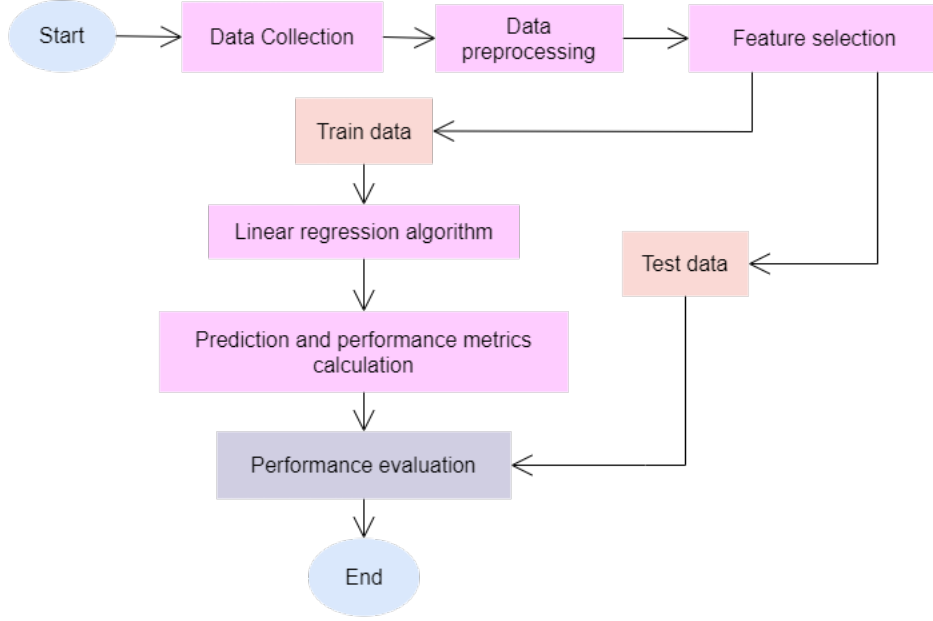 Start
Data Collection
Data
preprocessing
Feature selection
Train data
Linear regression algorithm
Test data
Prediction and performance metrics
calculation
Performance evaluation
End